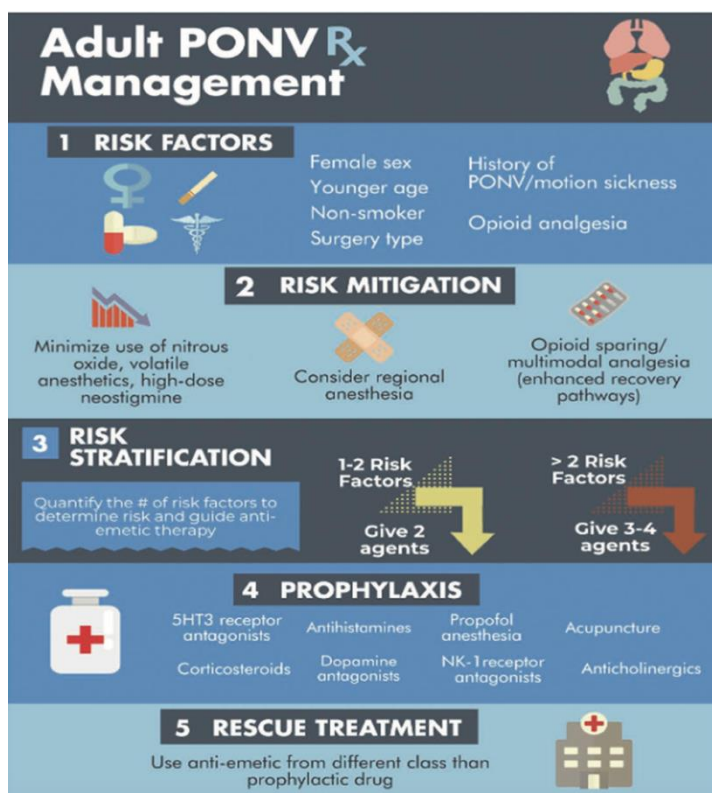 Adult PONV Rx
Management
1 RISK FACTORS
Female sex
Younger age
Non-smoker
Surgery type
History of
PONV/motion sickness
Opioid analgesia
2 RISK MITIGATION
Minimize use of nitrous
oxide, volatile
anesthetics, high-dose
neostigmine
Consider regional
anesthesia
Opioid sparing/
multimodal analgesia
(enhanced recovery
pathways)
3 RISK
STRATIFICATION
Quantify the # of risk factors to
determine risk and guide anti-
emetic therapy
1-2 Risk
Factors
Give 2
agents
> 2 Risk
Factors
Give 3-4
agents
4 PROPHYLAXIS
5HT3 receptor
antagonists
Antihistamines
Propofol
anesthesia
Acupuncture
Corticosteroids
Dopamine
antagonists
NK-1receptor
antagonists
Anticholinergics
5 RESCUE TREATMENT
Use anti-emetic from different class than
prophylactic drug